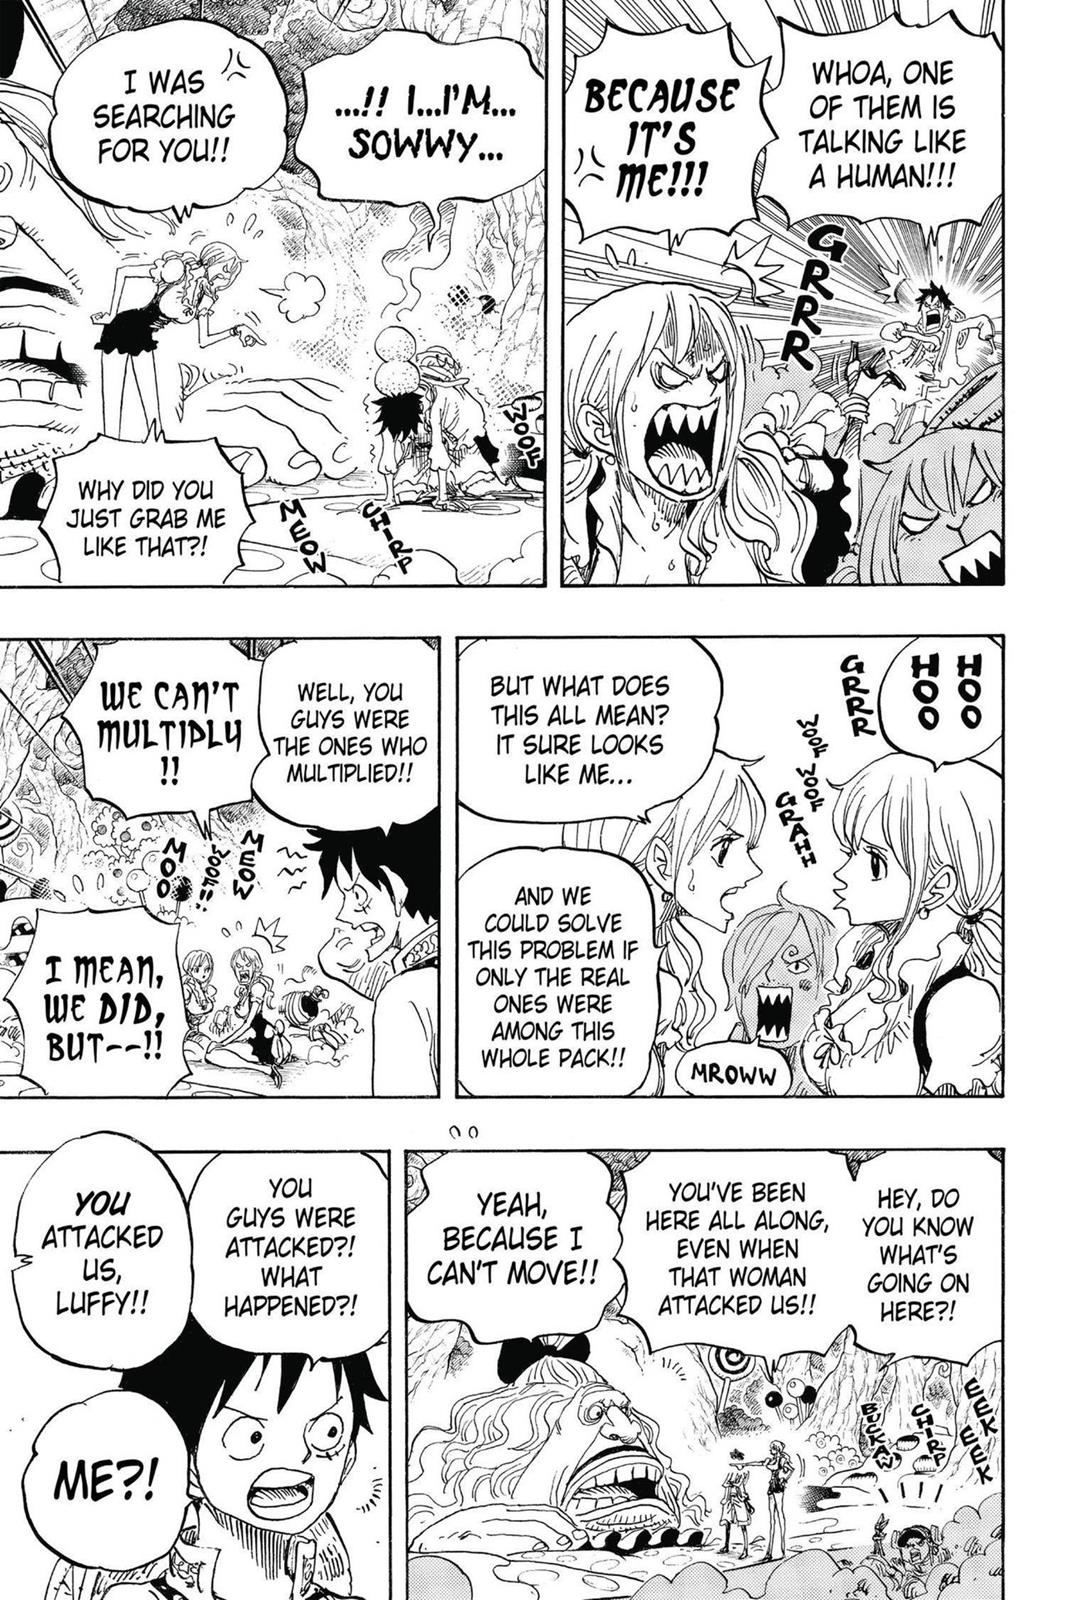 WHOA, ONE
OF THEM IS
TALKING LIKE
A HUMAN!!!
BECAUSE
IT'S
ME!!!
GRRR
...!! I...I'M...
SOWWY...
I WAS
SEARCHING
FOR YOU!!
WHY DID YOU
JUST GRAB ME
LIKE THAT?!
WOOF
CHIRP
MEOW
HOO
HOO
GRRR
WOOF WOOF
GRAHH
BUT WHAT DOES
THIS ALL MEAN?
IT SURE LOOKS
LIKE ME...
AND WE
COULD SOLVE
THIS PROBLEM IF
ONLY THE REAL
ONES WERE
AMONG THIS
WHOLE PACK!!
MROWW
WELL, YOU
GUYS WERE
THE ONES WHO
MULTIPLIED!!
WE CAN'T
MULTIPLY
!!
MEOW
WOOF!!
MOO
I MEAN,
WE DID,
BUT--!!
HEY, DO
YOU KNOW
WHAT'S
GOING ON
HERE?!
YOU'VE BEEN
HERE ALL ALONG,
EVEN WHEN
THAT WOMAN
ATTACKED US!!
YEAH,
BECAUSE I
CAN'T MOVE!!
EEK
EEK
CHIRP
BUCKAW
YOU
GUYS WERE
ATTACKED?!
WHAT
HAPPENED?!
YOU
ATTACKED
US,
LUFFY!!
ME?!